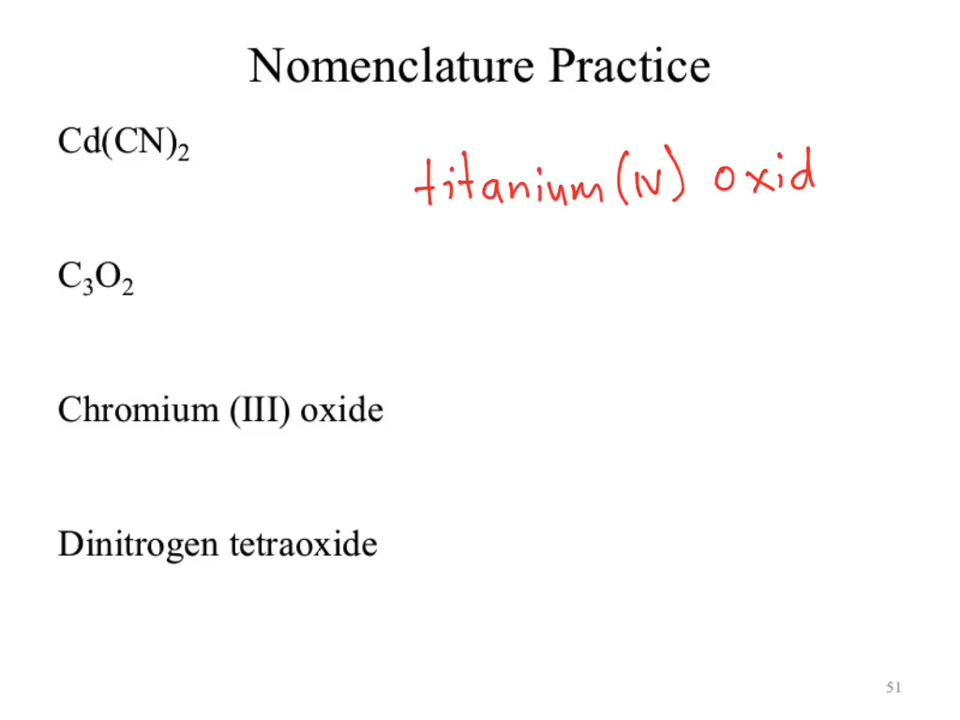 Nomenclature Practice
Cd(CN)₂
titanium (IV) oxid
C₃O₂
Chromium (III) oxide
Dinitrogen tetraoxide
51